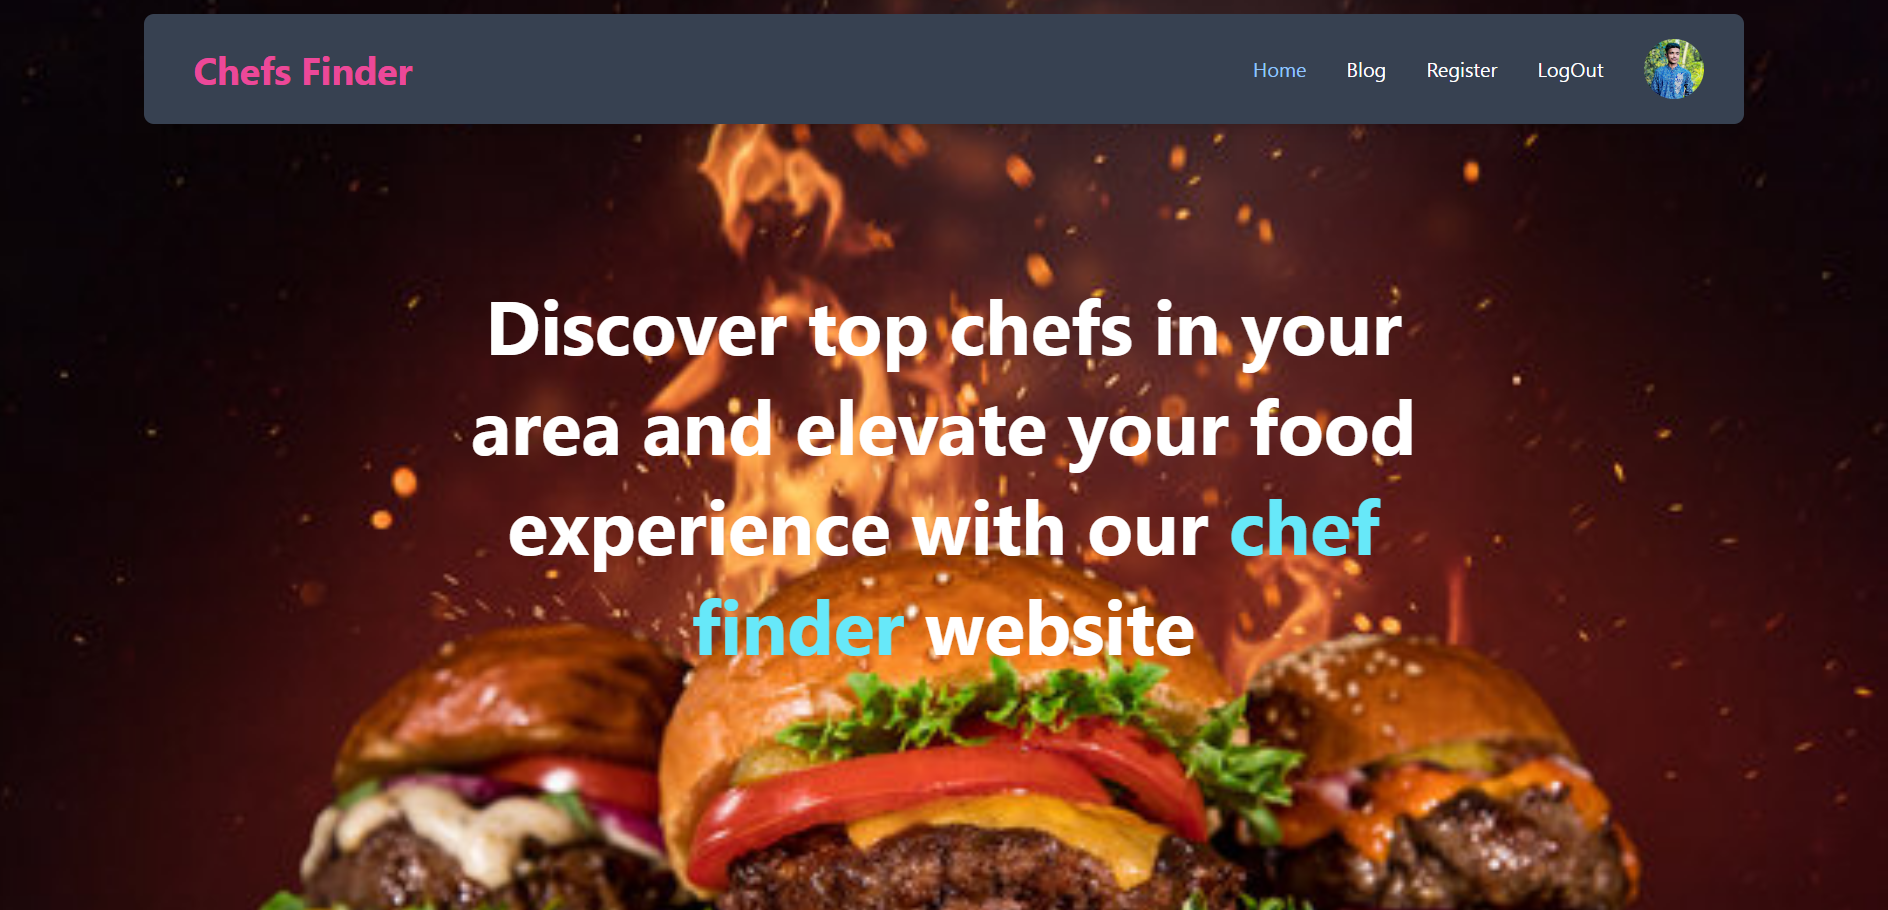 Chefs Finder
Home
Blog
Register
LogOut
Discover top chefs in your
area and elevate your food
experience with our chef
finder website